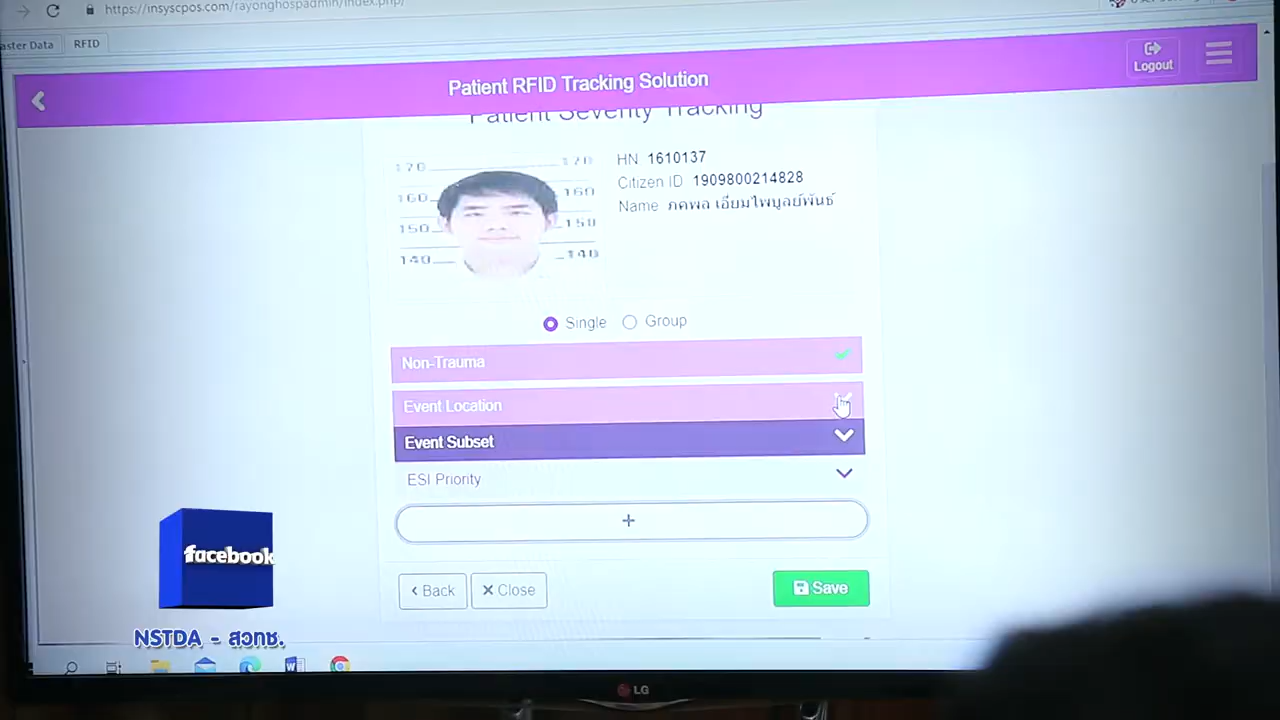 https://insyscpos.com/rayonghospadmin/index.php/
aster Data RFID
Patient RFID Tracking Solution
Logout
Patient Severity Tracking
170 170
160 160
150 150
140 140
HN 1610137
Citizen ID 1909800214828
Name ภคพล เอี่ยมไพบูลย์พันธ์
Single Group
Non-Trauma
Event Location
Event Subset
ESI Priority
+
Back Close Save
facebook
NSTDA - สวทช.
LG